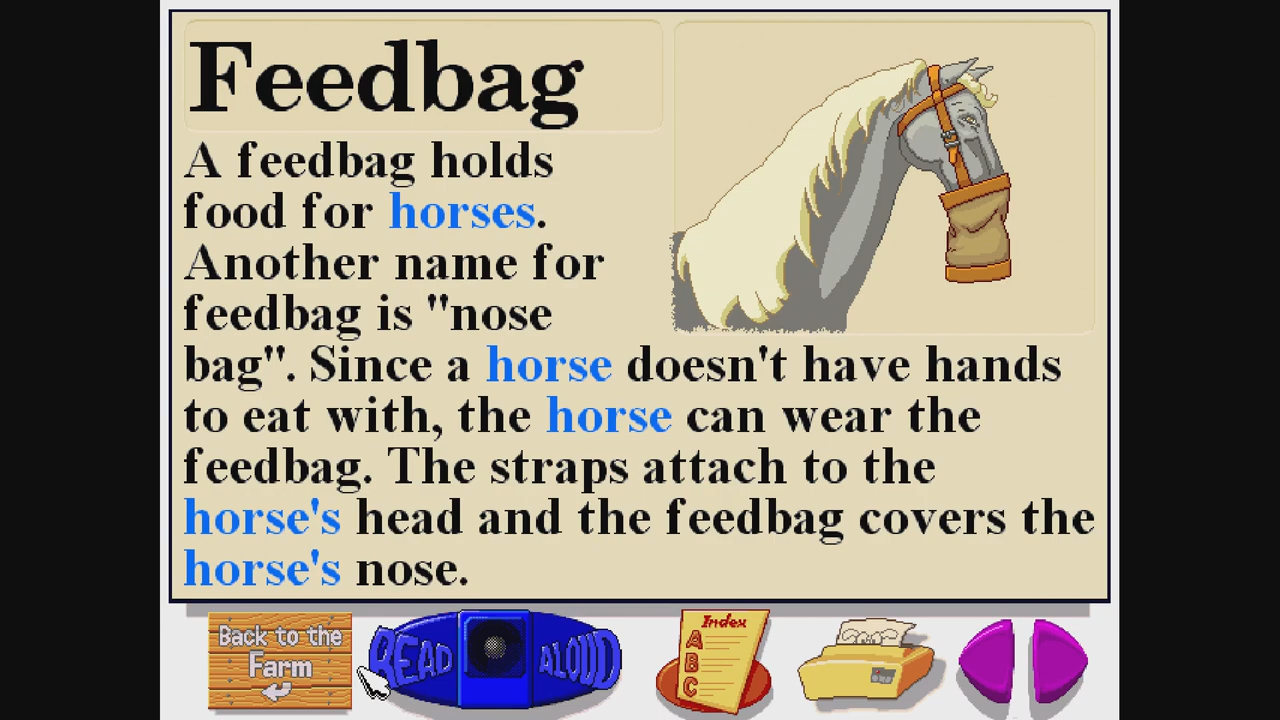 Feedbag
A feedbag holds
food for horses.
Another name for
feedbag is "nose
bag". Since a horse doesn't have hands
to eat with, the horse can wear the
feedbag. The straps attach to the
horse's head and the feedbag covers the
horse's nose.
Back to the
Farm
READ ALOUD
Index
A
B
C